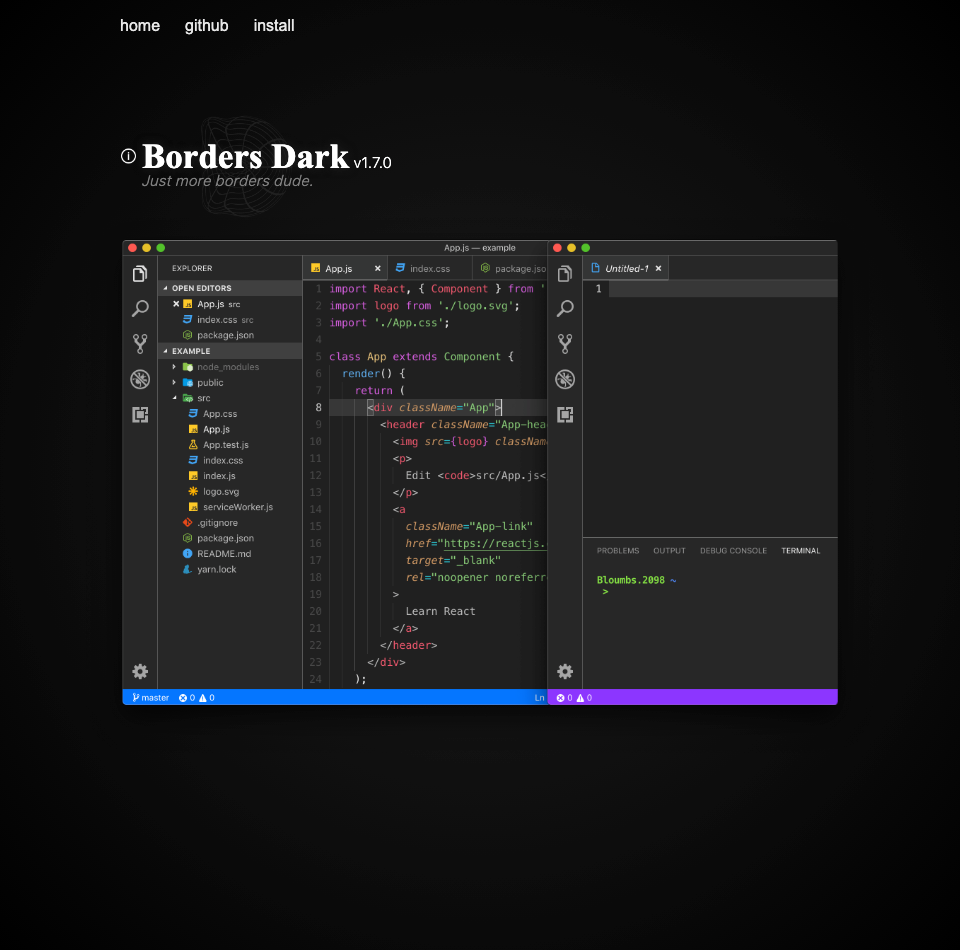 home github install
Borders Dark v1.7.0
Just more borders dude.
App.js — example
EXPLORER
OPEN EDITORS
App.js src
index.css src
package.json
EXAMPLE
node_modules
public
src
App.css
App.js
App.test.js
index.css
index.js
logo.svg
serviceWorker.js
.gitignore
package.json
README.md
yarn.lock
App.js index.css package.jso
1 import React, { Component } from '
2 import logo from './logo.svg';
3 import './App.css';
4
5 class App extends Component {
6 render() {
7 return (
8 <div className="App">
9 <header className="App-hea
10 <img src={logo} classNam
11 <p>
12 Edit <code>src/App.js<
13 </p>
14 <a
15 className="App-link"
16 href="https://reactjs.
17 target="_blank"
18 rel="noopener noreferr
19 >
20 Learn React
21 </a>
22 </header>
23 </div>
24 );
master 0 0 Ln
Untitled-1
1
PROBLEMS OUTPUT DEBUG CONSOLE TERMINAL
Bloumbs.2098 ~
>
0 0